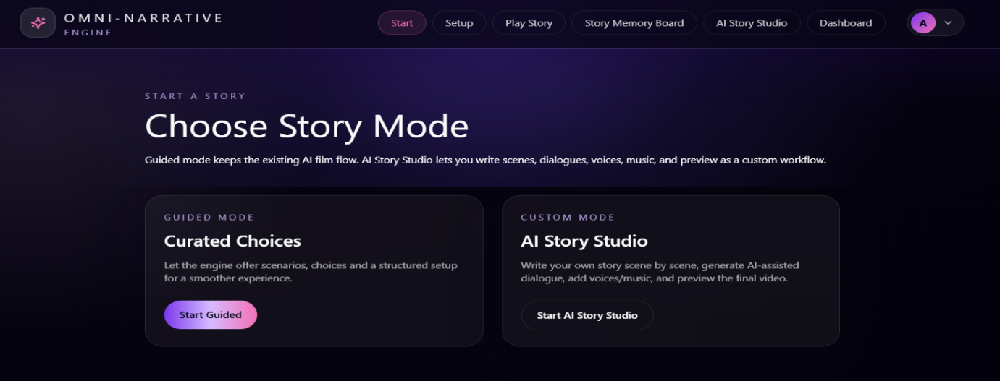 OMNI-NARRATIVE
ENGINE
Start
Setup
Play Story
Story Memory Board
AI Story Studio
Dashboard
A
START A STORY
Choose Story Mode
Guided mode keeps the existing AI film flow. AI Story Studio lets you write scenes, dialogues, voices, music, and preview as a custom workflow.
GUIDED MODE
Curated Choices
Let the engine offer scenarios, choices and a structured setup
for a smoother experience.
Start Guided
CUSTOM MODE
AI Story Studio
Write your own story scene by scene, generate AI-assisted
dialogue, add voices/music, and preview the final video.
Start AI Story Studio